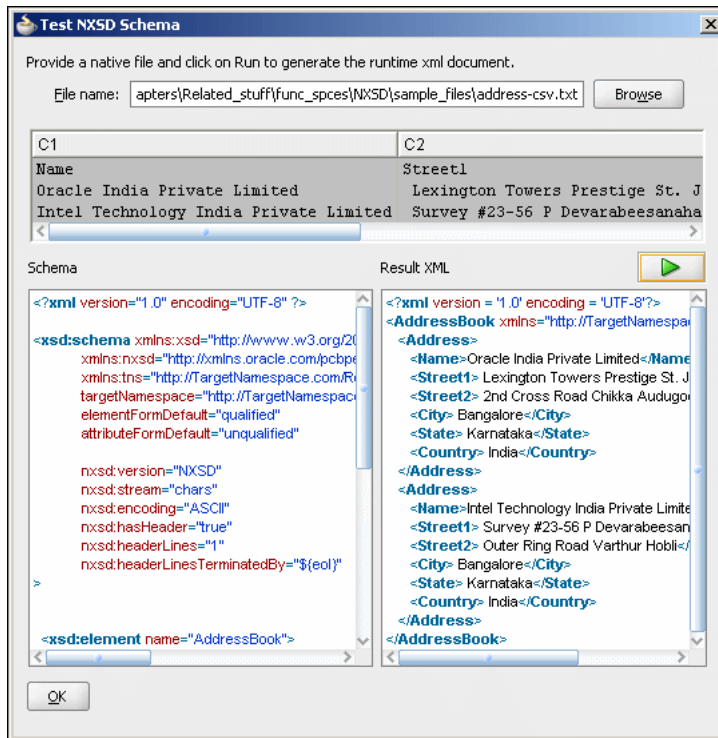 Test NXSD Schema
Provide a native file and click on Run to generate the runtime xml document.
File name: apters\Related_stuff\func_spces\NXSD\sample_files\address-csv.txt Browse
C1 C2
Name Street1
Oracle India Private Limited Lexington Towers Prestige St. J
Intel Technology India Private Limited Survey #23-56 P Devarabeesanaha
Schema Result XML
<?xml version="1.0" encoding="UTF-8" ?>
<xsd:schema xmlns:xsd="http://www.w3.org/20
xmlns:nxsd="http://xmlns.oracle.com/pcbpe
xmlns:tns="http://TargetNamespace.com/Re
targetNamespace="http://TargetNamespac
elementFormDefault="qualified"
attributeFormDefault="unqualified"
nxsd:version="NXSD"
nxsd:stream="chars"
nxsd:encoding="ASCII"
nxsd:hasHeader="true"
nxsd:headerLines="1"
nxsd:headerLinesTerminatedBy="${eol}"
>
<xsd:element name="AddressBook">
<?xml version = '1.0' encoding = 'UTF-8'?>
<AddressBook xmlns="http://TargetNamespa
<Address>
<Name>Oracle India Private Limited</Name
<Street1> Lexington Towers Prestige St. J
<Street2> 2nd Cross Road Chikka Audugo
<City> Bangalore</City>
<State> Karnataka</State>
<Country> India</Country>
</Address>
<Address>
<Name>Intel Technology India Private Limite
<Street1> Survey #23-56 P Devarabeesan
<Street2> Outer Ring Road Varthur Hobli</
<City> Bangalore</City>
<State> Karnataka</State>
<Country> India</Country>
</Address>
</AddressBook>
OK